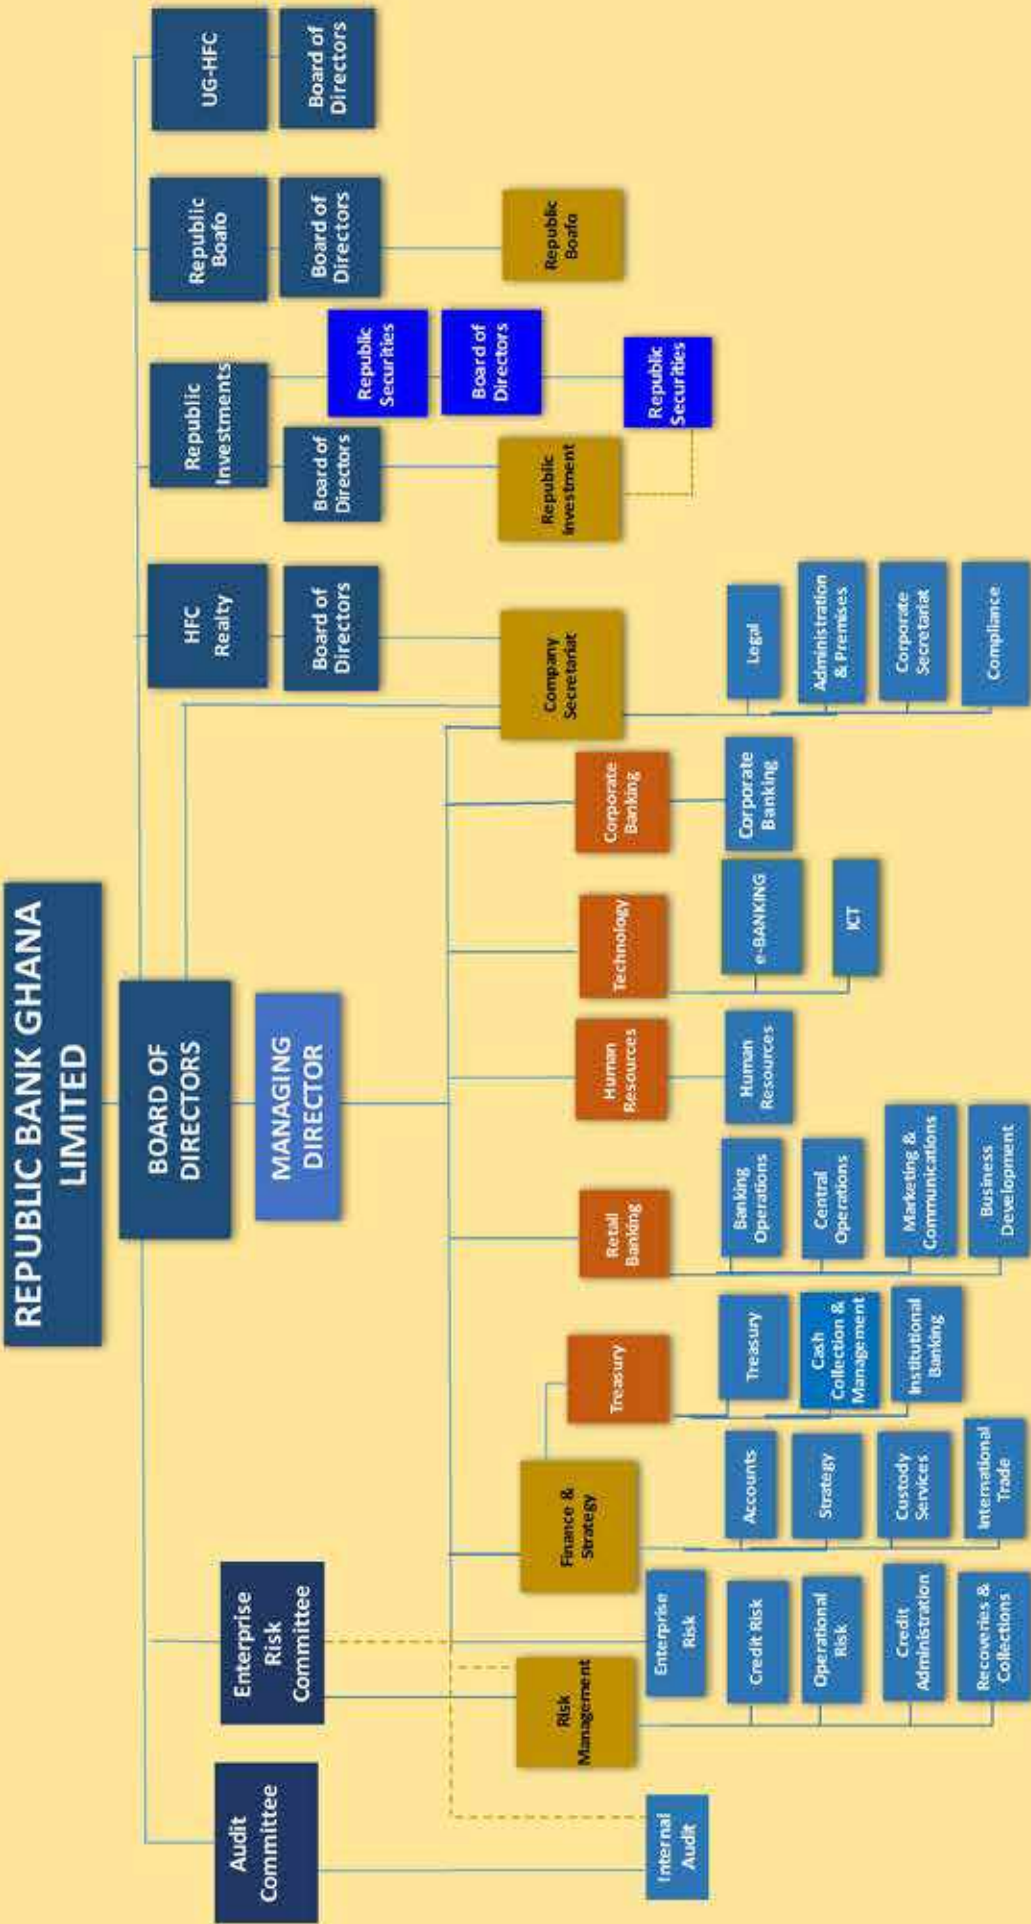 REPUBLIC BANK GHANA
LIMITED
BOARD OF
DIRECTORS
MANAGING
DIRECTOR
Audit
Committee
Enterprise
Risk
Committee
HFC
Realty
Board of
Directors
Republic
Investments
Board of
Directors
Republic
Securities
Board of
Directors
Republic
Boafo
Board of
Directors
UG-HFC
Board of
Directors
Risk
Management
Finance &
Strategy
Treasury
Retail
Banking
Human
Resources
Technology
Corporate
Banking
Company
Secretariat
Republic
Investment
Republic
Securities
Republic
Boafo
Internal
Audit
Enterprise
Risk
Credit Risk
Operational
Risk
Credit
Administration
Recoveries &
Collections
Accounts
Strategy
Custody
Services
International
Trade
Treasury
Cash
Collection &
Management
Institutional
Banking
Banking
Operations
Central
Operations
Marketing &
Communications
Business
Development
Human
Resources
e-BANKING
ICT
Corporate
Banking
Legal
Administration
& Premises
Corporate
Secretariat
Compliance